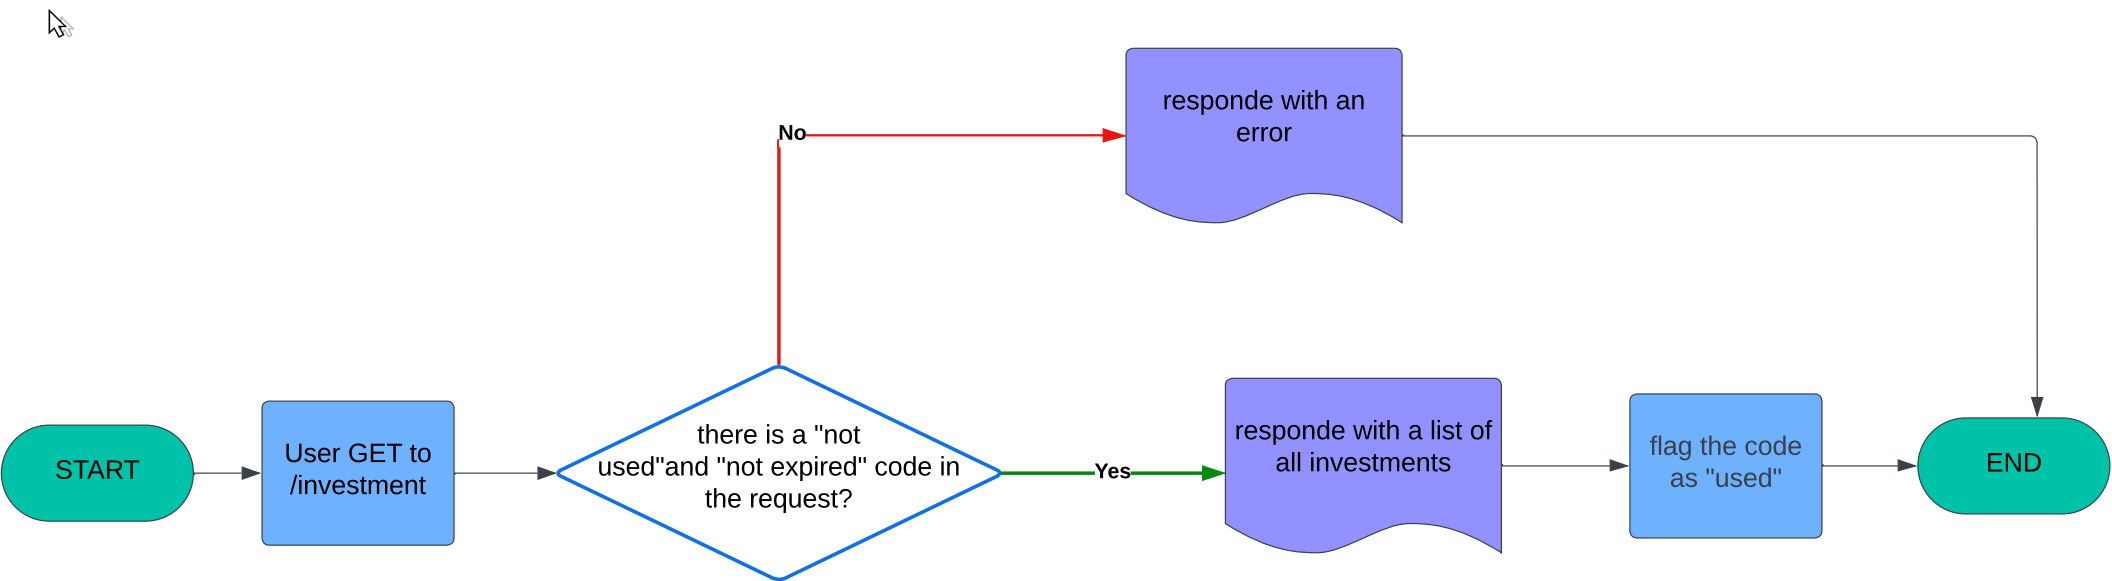 No
responde with an
error
START
User GET to
/investment
there is a "not
used"and "not expired" code in
the request?
Yes
responde with a list of
all investments
flag the code
as "used"
END